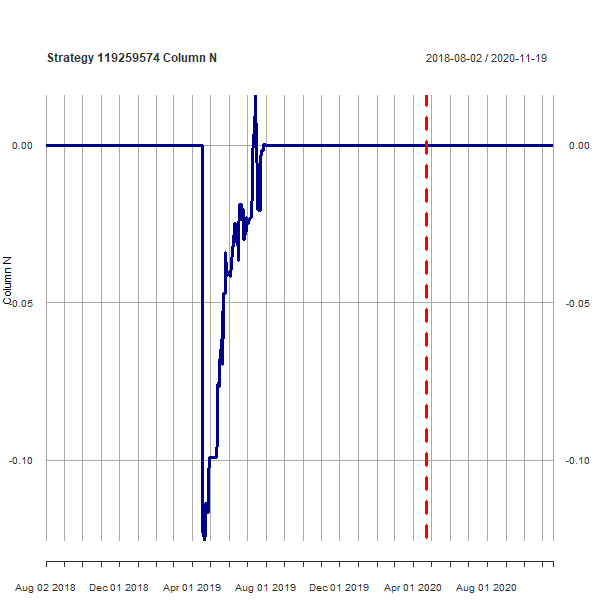 Strategy 119259574 Column N
2018-08-02 / 2020-11-19
0.00
0.00
Column N
-0.05
-0.05
-0.10
-0.10
Aug 02 2018
Dec 01 2018
Apr 01 2019
Aug 01 2019
Dec 01 2019
Apr 01 2020
Aug 01 2020